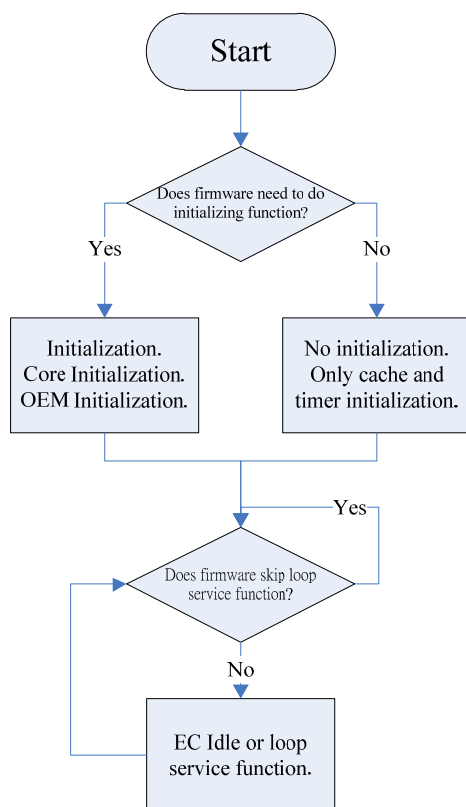 Start
Does firmware need to do
initializing function?
Yes
No
Initialization.
Core Initialization.
OEM Initialization.
No initialization.
Only cache and
timer initialization.
Yes
Does firmware skip loop
service function?
No
EC Idle or loop
service function.